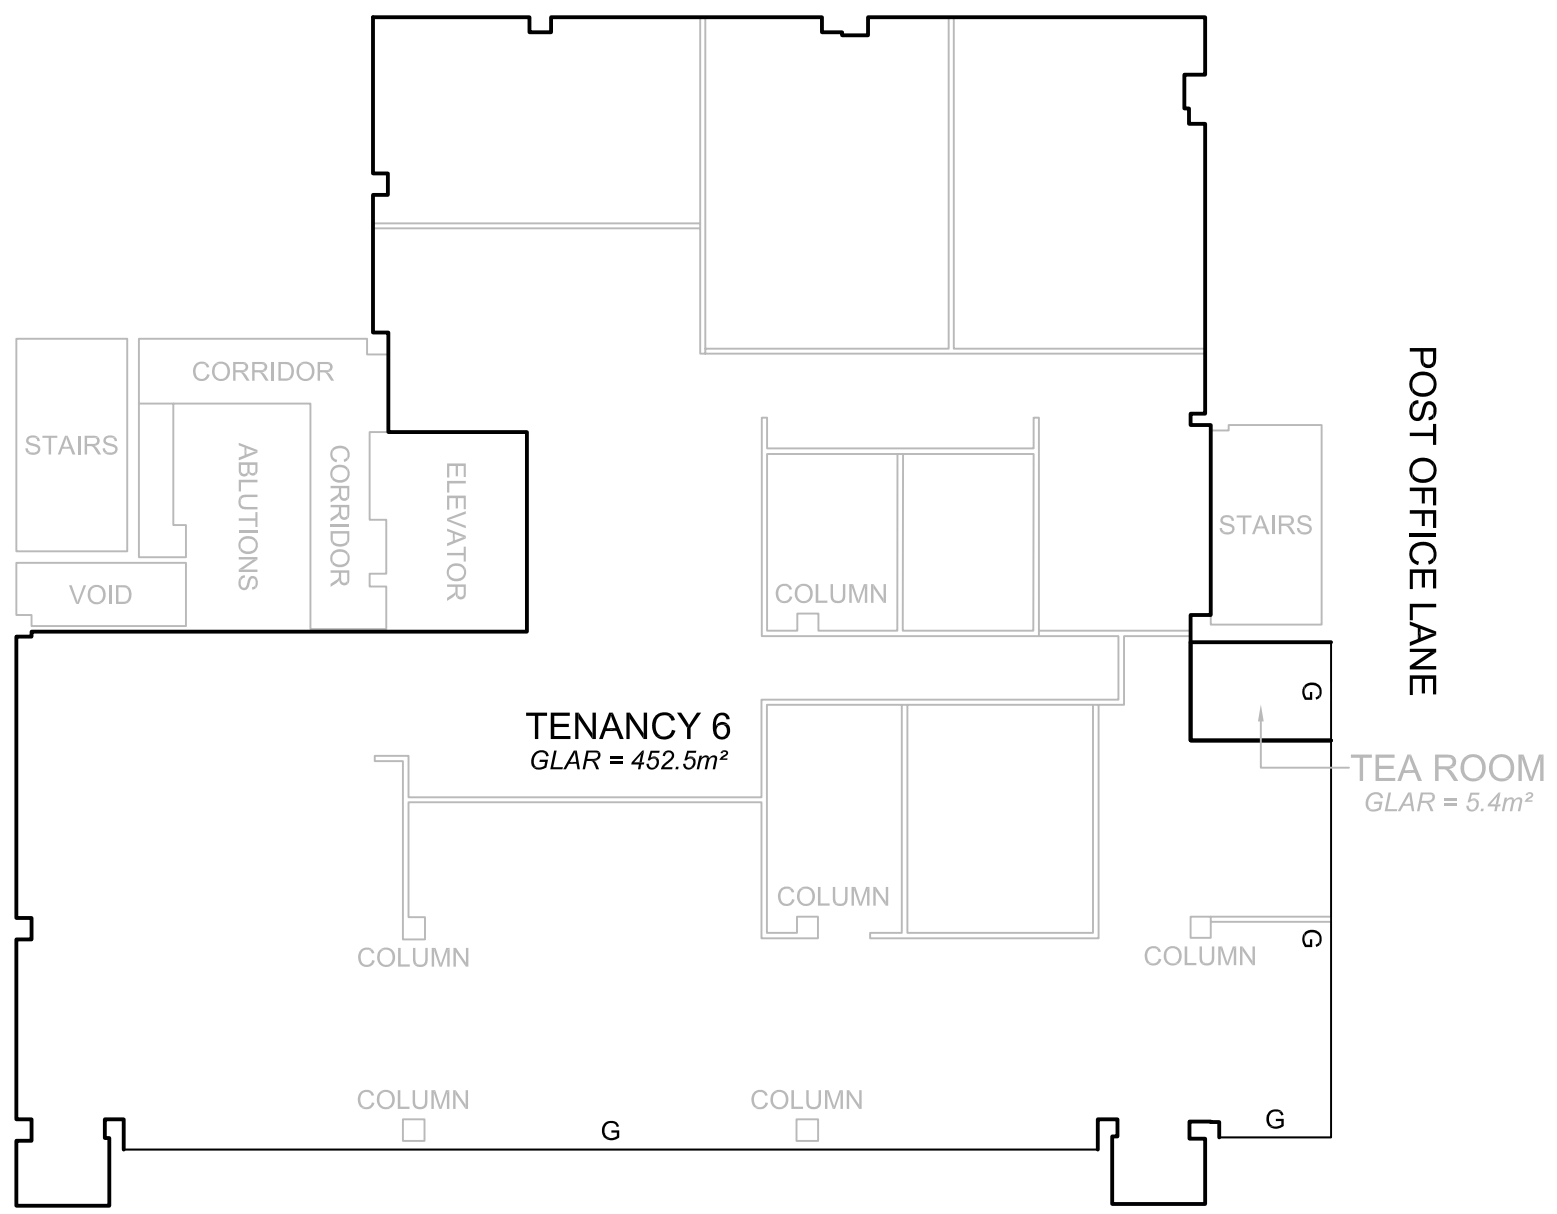 CORRIDOR
STAIRS
ABLUTIONS
CORRIDOR
ELEVATOR
VOID
COLUMN
STAIRS
POST OFFICE LANE
G
TENANCY 6
GLAR = 452.5m²
TEA ROOM
GLAR = 5.4m²
COLUMN
COLUMN
COLUMN
G
COLUMN
COLUMN
G
G